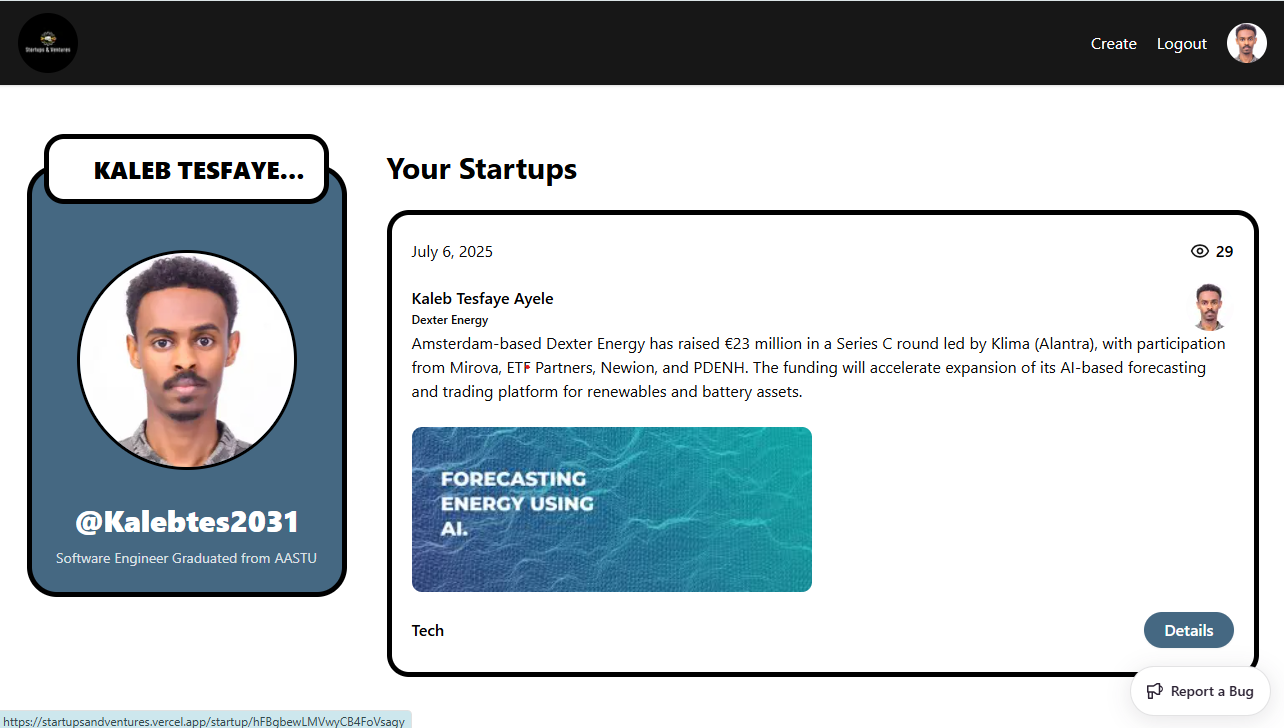 Startups & Ventures
Create
Logout
KALEB TESFAYE...
@Kalebtes2031
Software Engineer Graduated from AASTU
Your Startups
July 6, 2025
29
Kaleb Tesfaye Ayele
Dexter Energy
Amsterdam-based Dexter Energy has raised €23 million in a Series C round led by Klima (Alantra), with participation
from Mirova, ETF Partners, Newion, and PDENH. The funding will accelerate expansion of its AI-based forecasting
and trading platform for renewables and battery assets.
FORECASTING
ENERGY USING
AI.
Tech
Details
Report a Bug
https://startupsandventures.vercel.app/startup/hFBqbewLMVwyCB4FoVsaqy